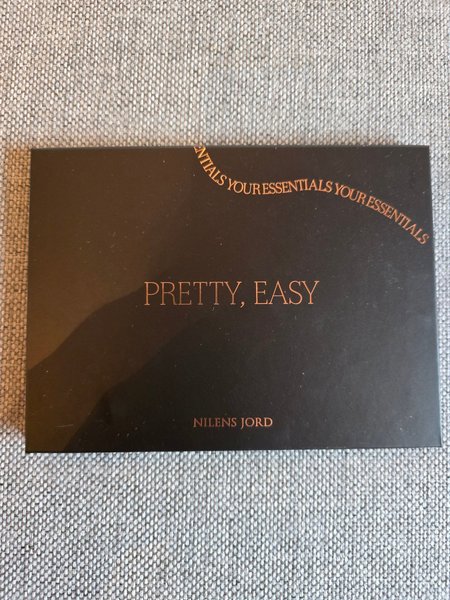 NTIALS YOUR ESSENTIALS YOUR ESSENTIALS
PRETTY, EASY
NILENS JORD